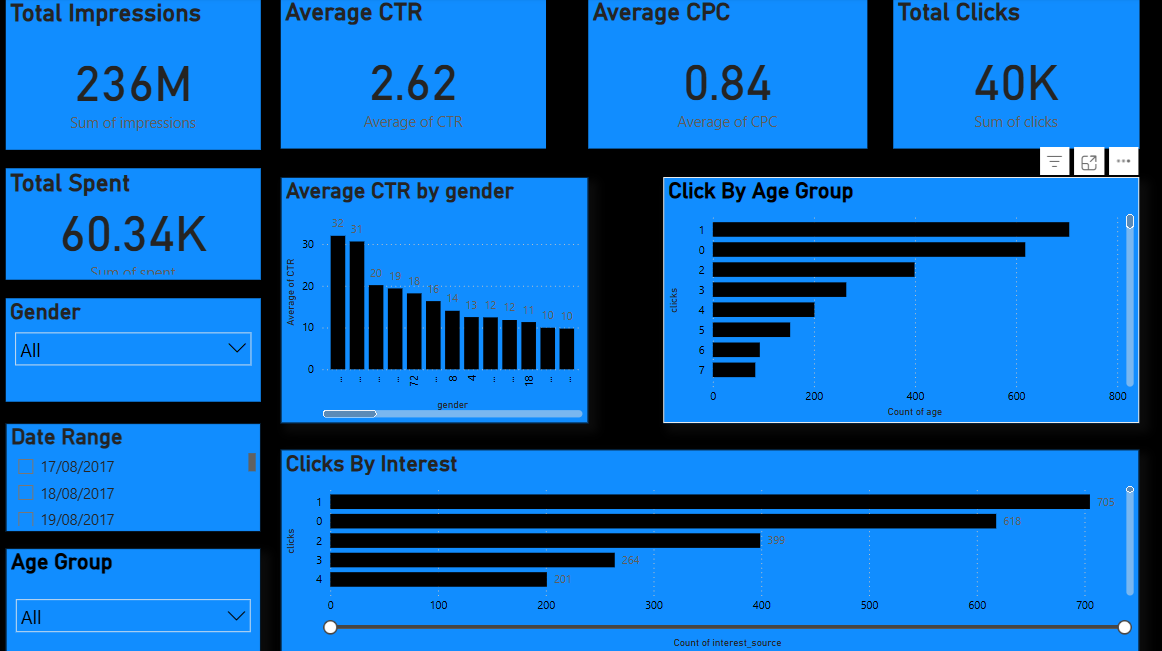 Total Impressions
236M
Sum of impressions
Average CTR
2.62
Average of CTR
Average CPC
0.84
Average of CPC
Total Clicks
40K
Sum of clicks
Total Spent
60.34K
Sum of spent
Gender
All
Date Range
17/08/2017
18/08/2017
19/08/2017
Age Group
All
Average CTR by gender
Average of CTR
30
20
10
0
32
31
20
19
18
16
14
13
12
12
11
10
10
...
...
...
...
72
...
8
4
...
...
18
...
...
gender
Click By Age Group
clicks
1
0
2
3
4
5
6
7
0
200
400
600
800
Count of age
Clicks By Interest
clicks
1
705
0
618
2
399
3
264
4
201
0
100
200
300
400
500
600
700
Count of interest_source